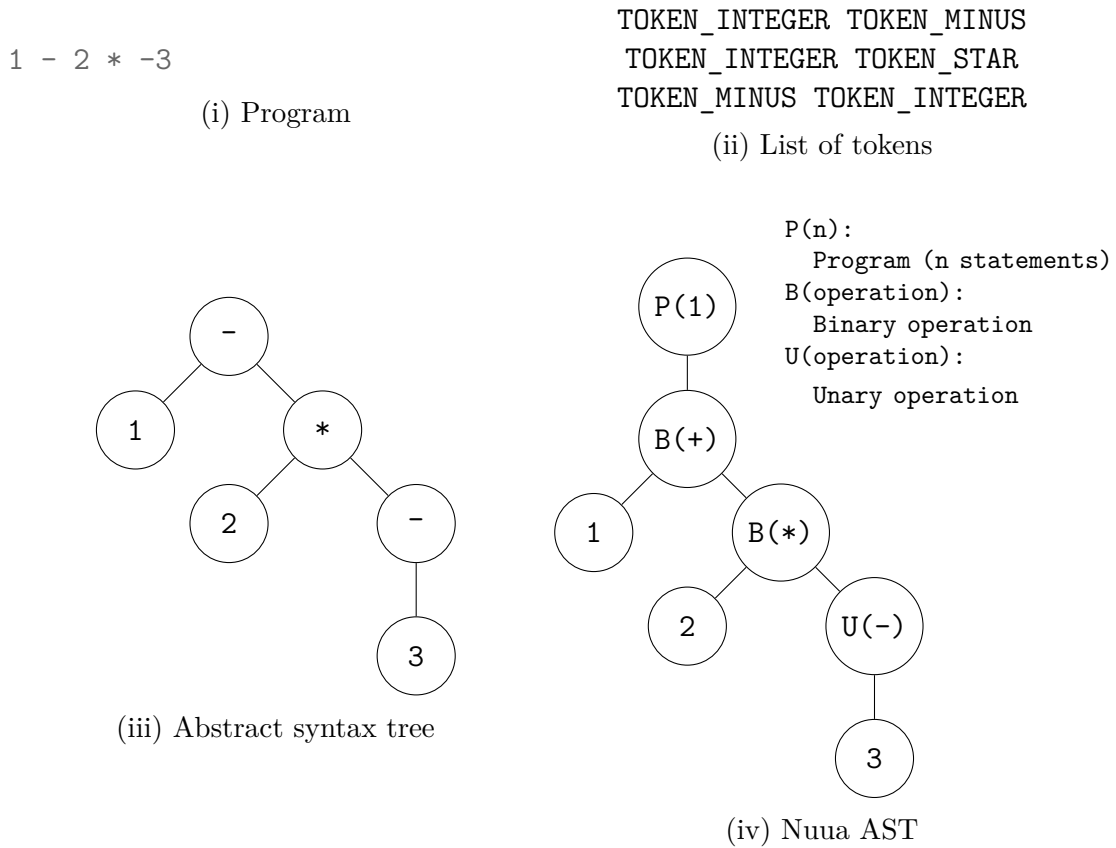 1 - 2 * -3
(i) Program
TOKEN_INTEGER TOKEN_MINUS
TOKEN_INTEGER TOKEN_STAR
TOKEN_MINUS TOKEN_INTEGER
(ii) List of tokens
-
1
*
2
-
3
(iii) Abstract syntax tree
P(n):
Program (n statements)
B(operation):
Binary operation
U(operation):
Unary operation
P(1)
B(+)
1
B(*)
2
U(-)
3
(iv) Nuua AST